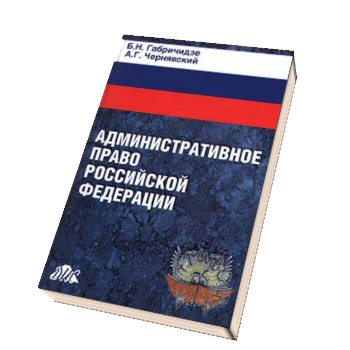 Б.Н. Габричидзе
А.Г. Чернявский
АДМИНИСТРАТИВНОЕ
ПРАВО
РОССИЙСКОЙ
ФЕДЕРАЦИИ